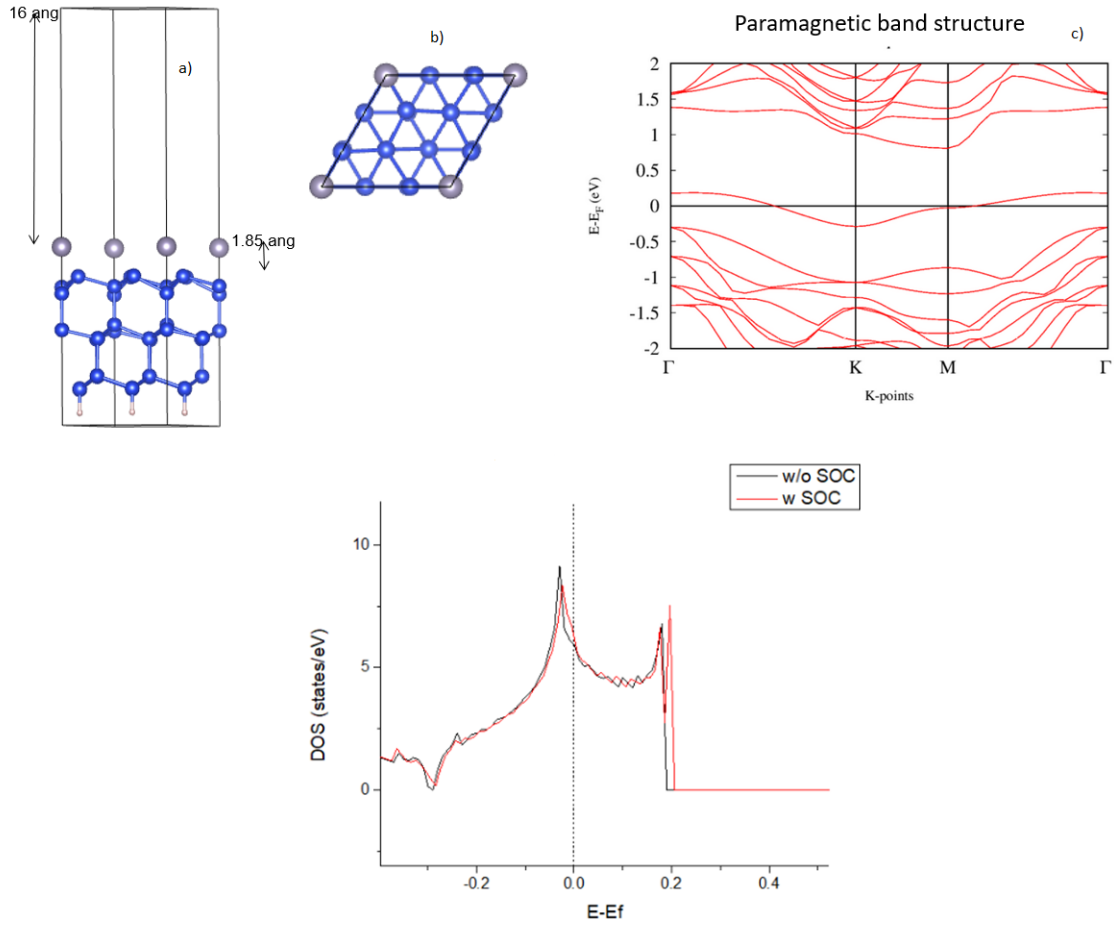 16 ang
a)
1.85 ang
b)
Paramagnetic band structure
c)
2
1.5
1
0.5
0
-0.5
-1
-1.5
-2
E-E_F (eV)
Γ
K
M
Γ
K-points
w/o SOC
w SOC
10
5
0
DOS (states/eV)
-0.2
0.0
0.2
0.4
E-Ef